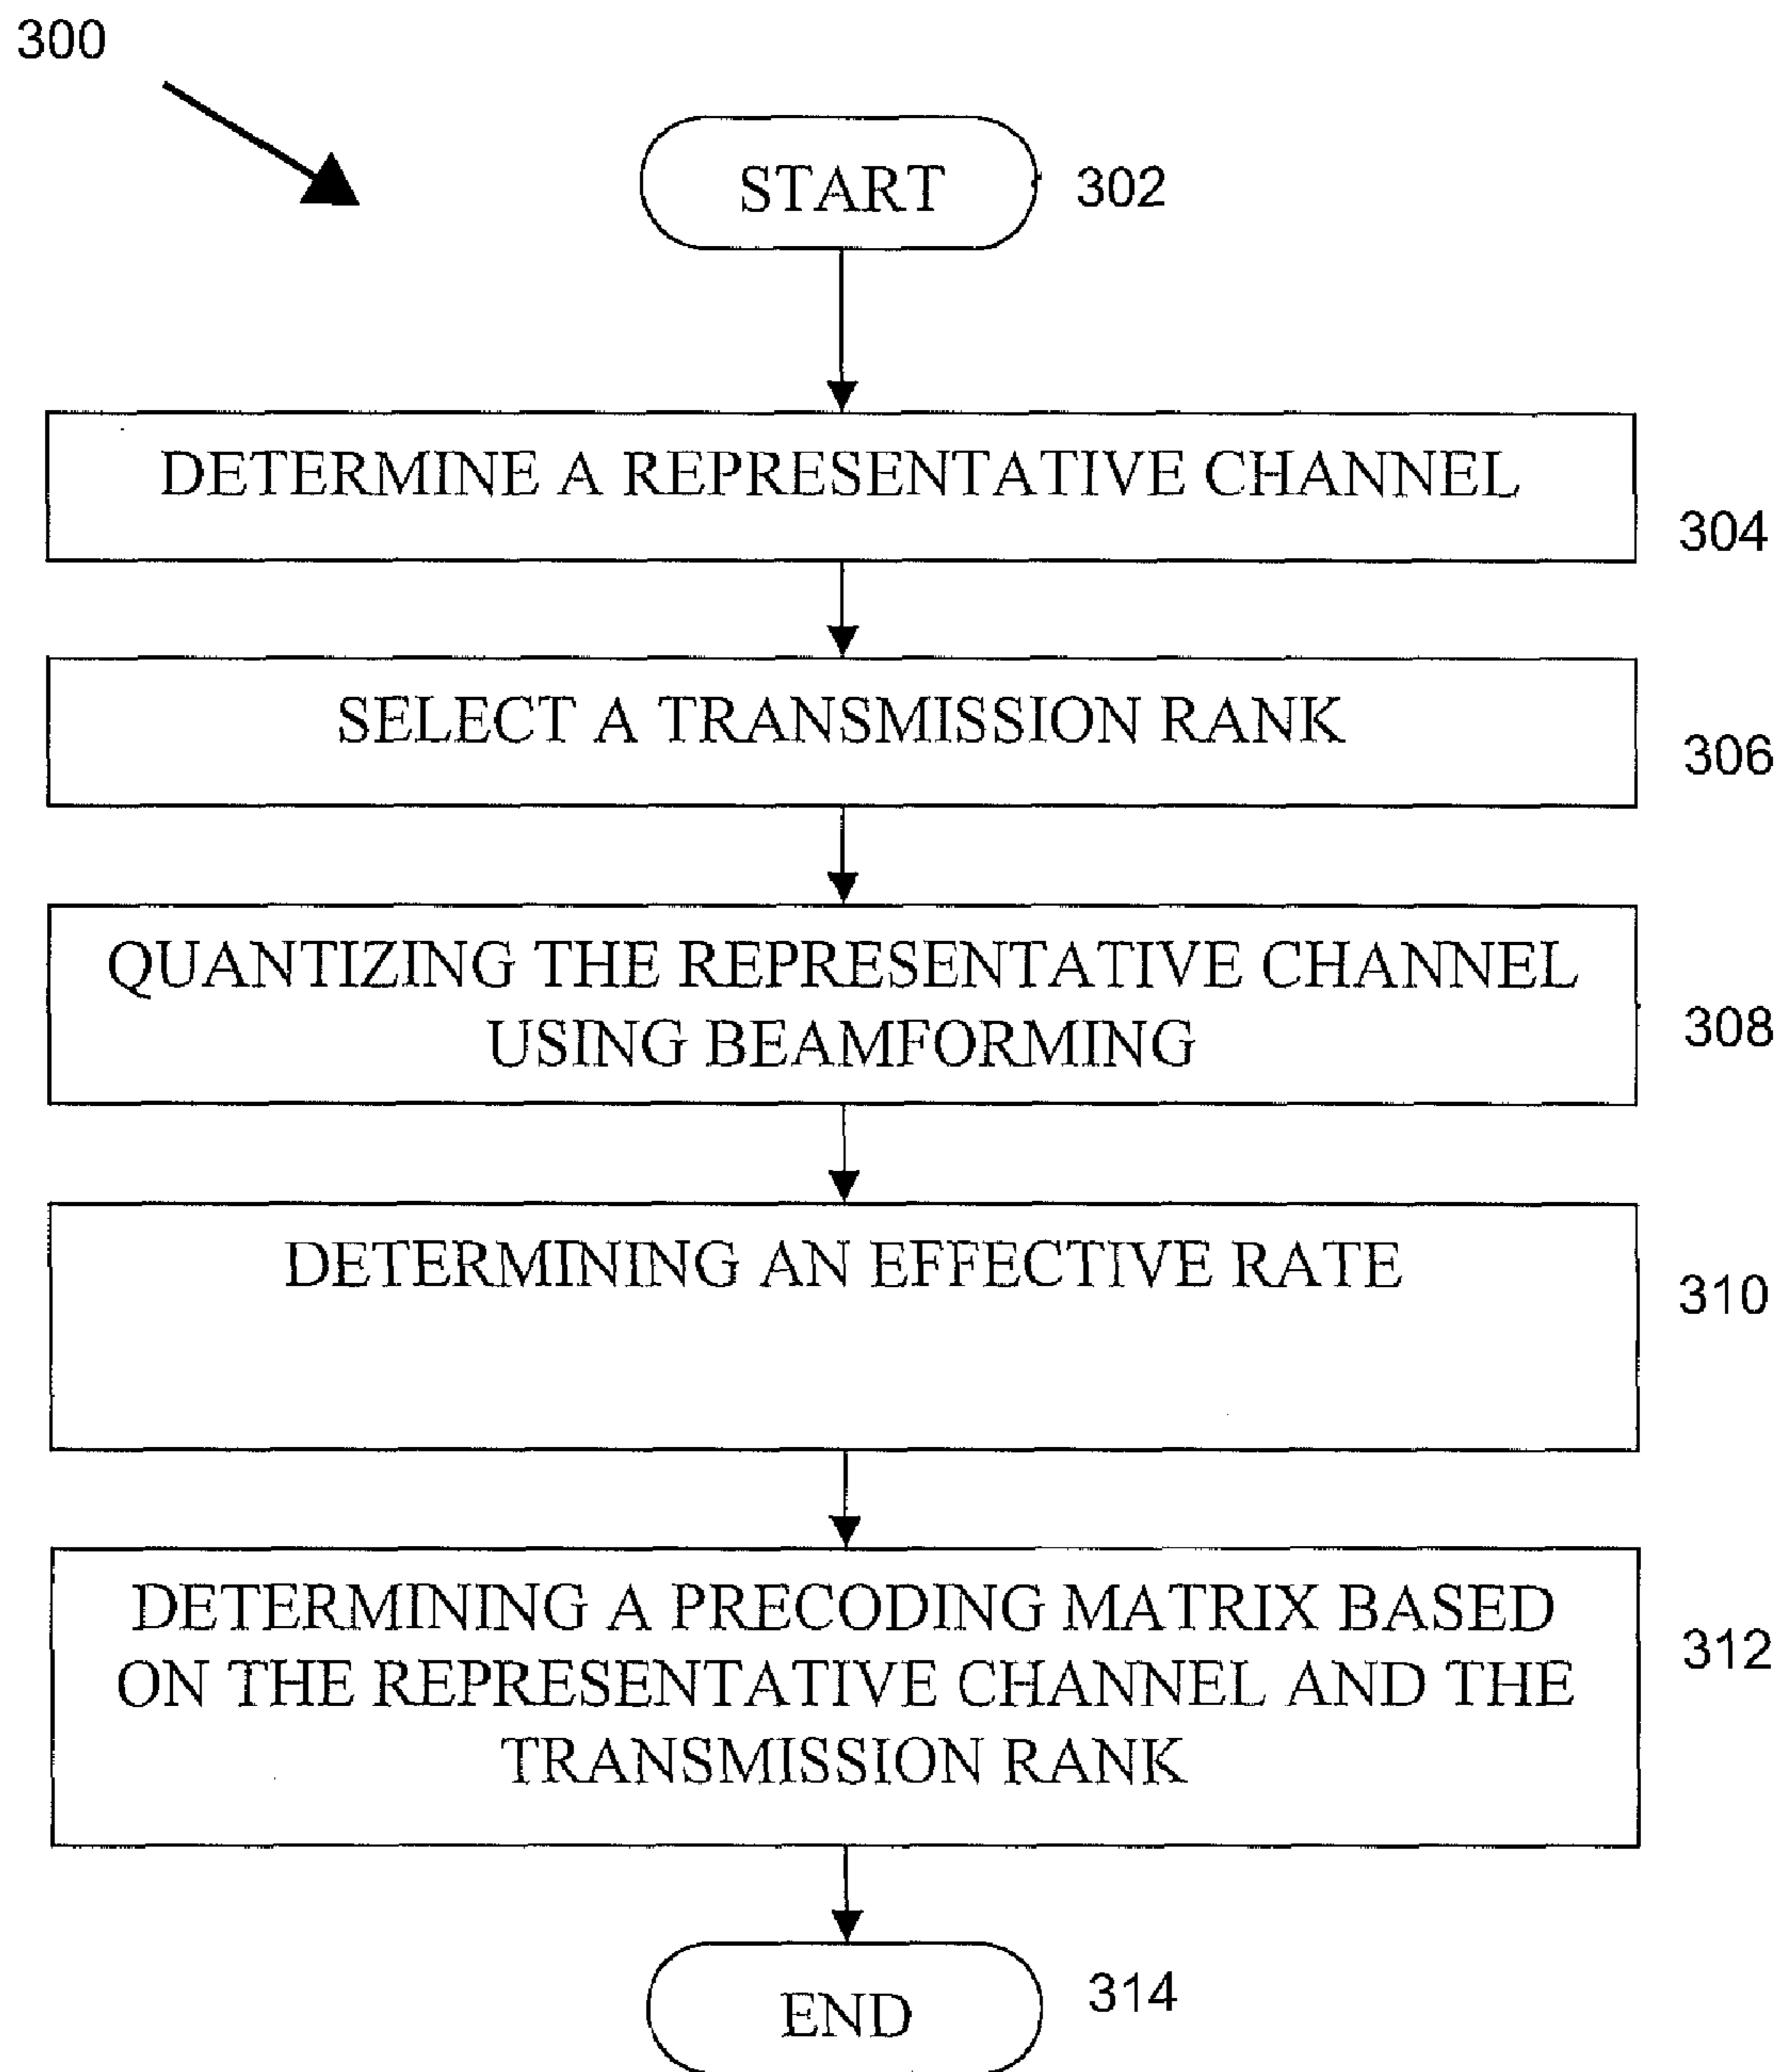 300
START
302
DETERMINE A REPRESENTATIVE CHANNEL
304
SELECT A TRANSMISSION RANK
306
QUANTIZING THE REPRESENTATIVE CHANNEL
USING BEAMFORMING
308
DETERMINING AN EFFECTIVE RATE
310
DETERMINING A PRECODING MATRIX BASED
ON THE REPRESENTATIVE CHANNEL AND THE
TRANSMISSION RANK
312
END
314